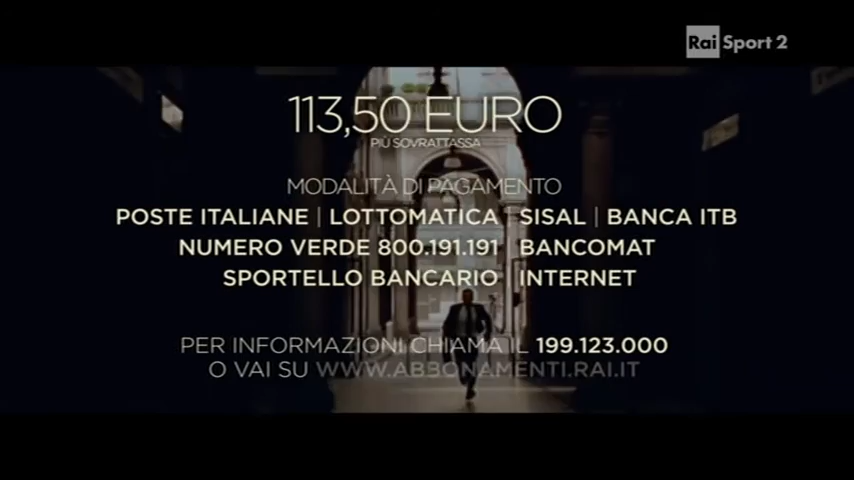 Rai Sport 2
113,50 EURO
PIÙ SOVRATTASSA
MODALITÀ DI PAGAMENTO
POSTE ITALIANE | LOTTOMATICA | SISAL | BANCA ITB
NUMERO VERDE 800.191.191 | BANCOMAT
SPORTELLO BANCARIO | INTERNET
PER INFORMAZIONI CHIAMA IL 199.123.000
O VAI SU WWW.ABBONAMENTI.RAI.IT